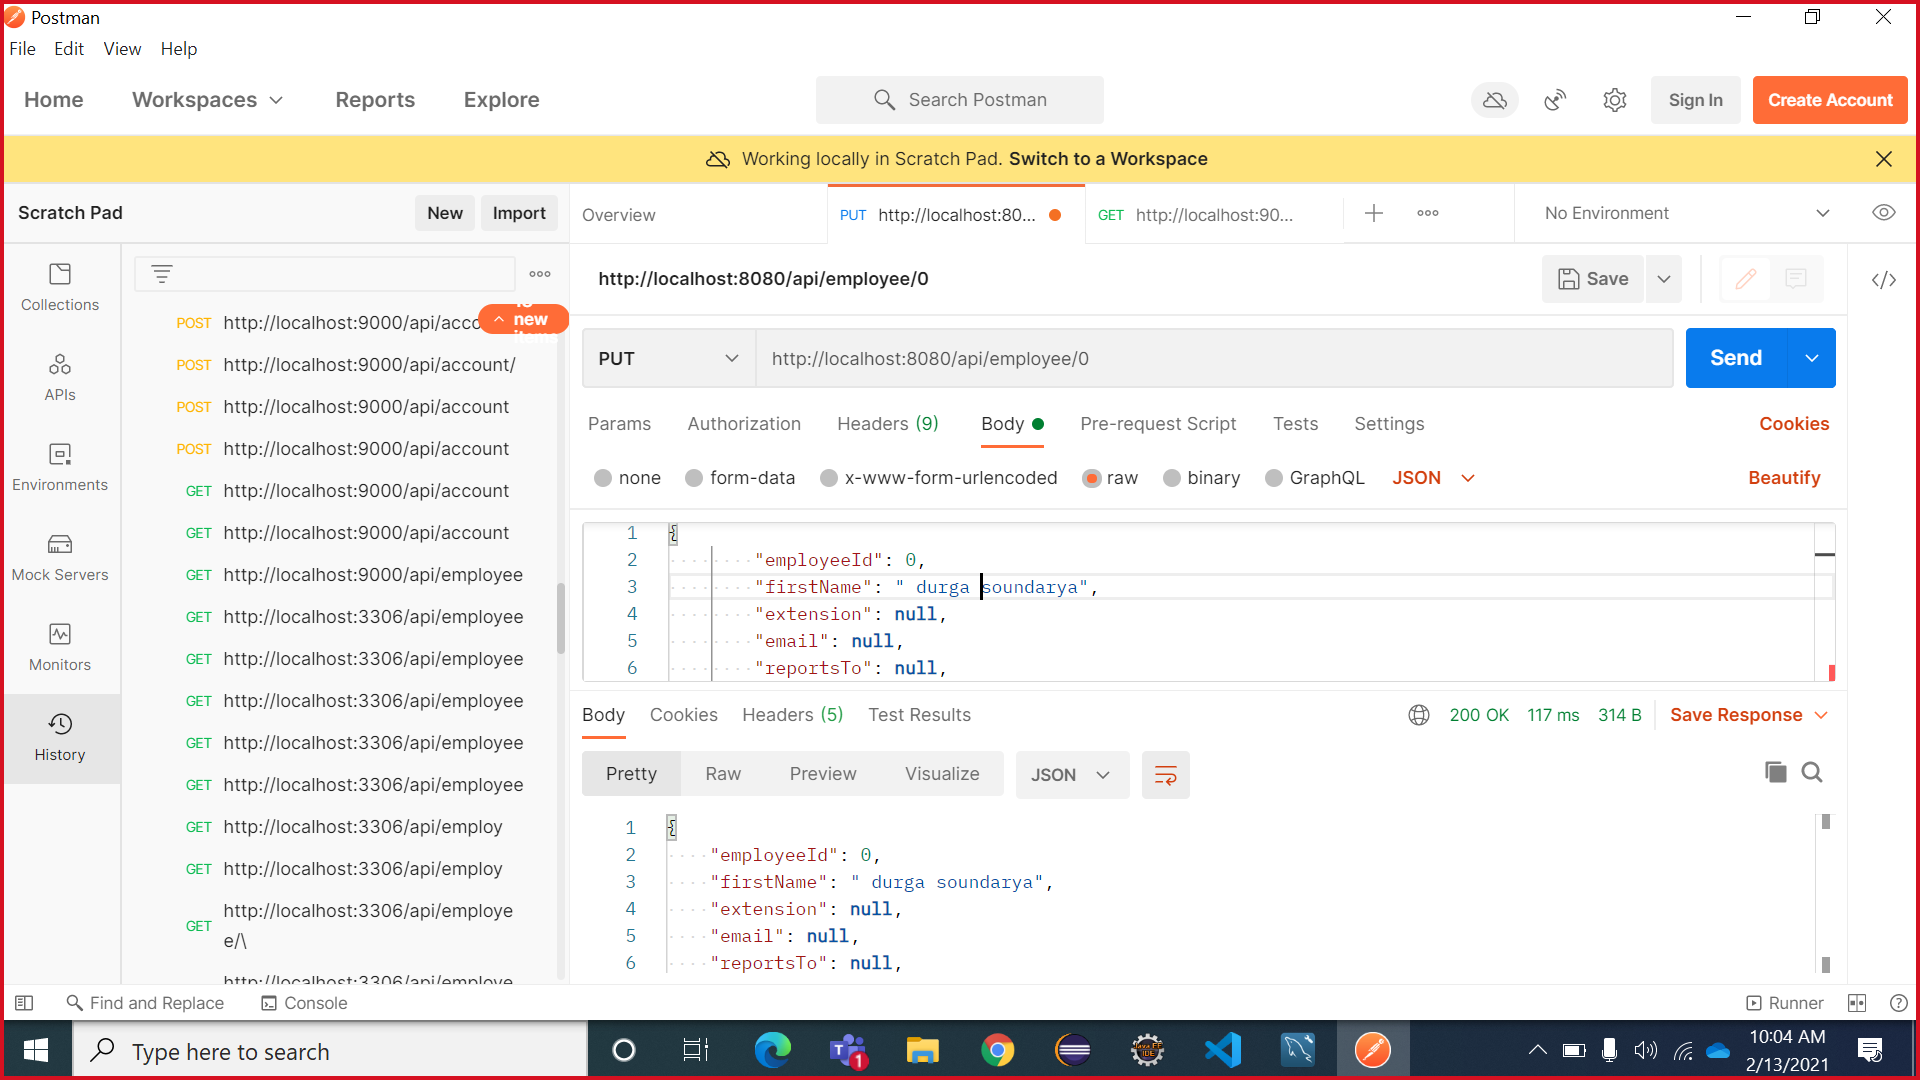 Postman
File Edit View Help
Home Workspaces Reports Explore Search Postman Sign In Create Account
Working locally in Scratch Pad. Switch to a Workspace
Scratch Pad New Import Overview PUT http://localhost:80... GET http://localhost:90... No Environment
Collections
APIs
Environments
Mock Servers
Monitors
History
POST http://localhost:9000/api/acco
new
items
POST http://localhost:9000/api/account/
POST http://localhost:9000/api/account
POST http://localhost:9000/api/account
GET http://localhost:9000/api/account
GET http://localhost:9000/api/account
GET http://localhost:9000/api/employee
GET http://localhost:3306/api/employee
GET http://localhost:3306/api/employee
GET http://localhost:3306/api/employee
GET http://localhost:3306/api/employee
GET http://localhost:3306/api/employee
GET http://localhost:3306/api/employ
GET http://localhost:3306/api/employ
GET http://localhost:3306/api/employe
e/\
http://localhost:3306/api/employe
http://localhost:8080/api/employee/0 Save
PUT http://localhost:8080/api/employee/0 Send
Params Authorization Headers (9) Body Pre-request Script Tests Settings Cookies
none form-data x-www-form-urlencoded raw binary GraphQL JSON Beautify
1 {
2 "employeeId": 0,
3 "firstName": " durga soundarya",
4 "extension": null,
5 "email": null,
6 "reportsTo": null,
Body Cookies Headers (5) Test Results 200 OK 117 ms 314 B Save Response
Pretty Raw Preview Visualize JSON
1 {
2 "employeeId": 0,
3 "firstName": " durga soundarya",
4 "extension": null,
5 "email": null,
6 "reportsTo": null,
Find and Replace Console Runner
Type here to search
1
Java EE
IDE
10:04 AM
2/13/2021